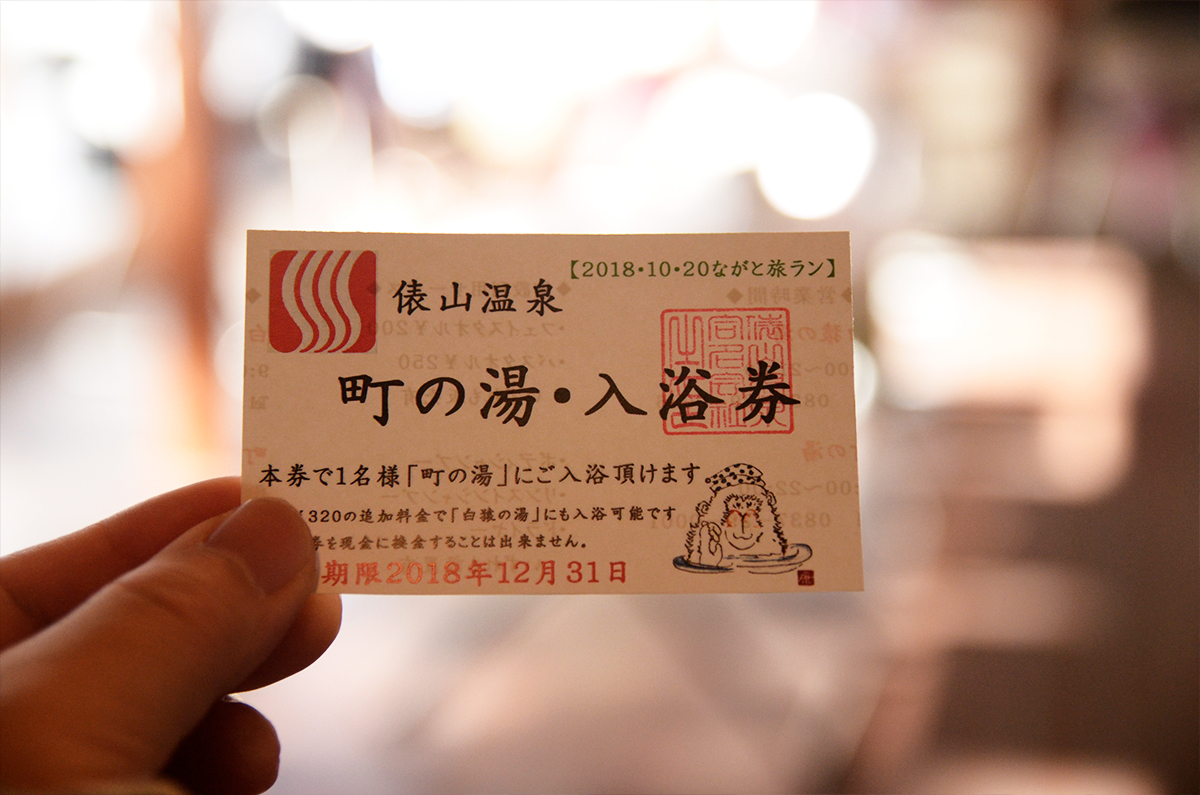 俵山温泉
【2018・10・20ながと旅ラン】
町の湯・入浴券
本券で1名様「町の湯」にご入浴頂けます
320の追加料金で「白猿の湯」にも入浴可能です
を現金に換金することは出来ません。
期限2018年12月31日